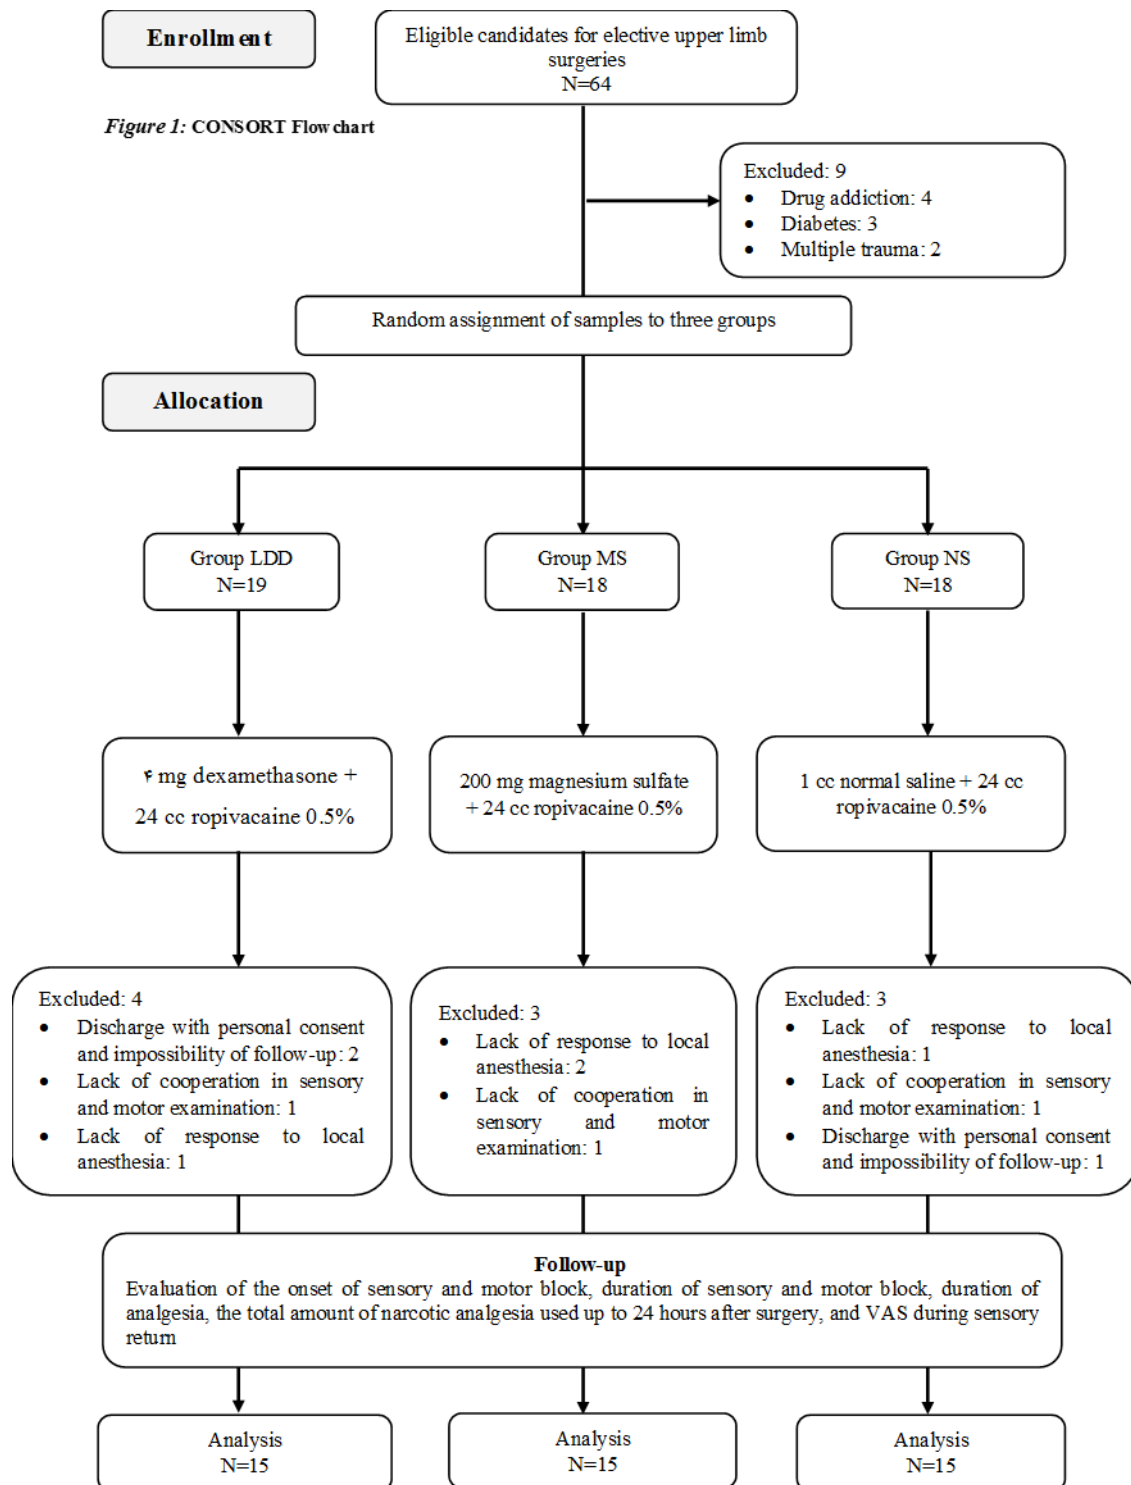 Enrollment
Eligible candidates for elective upper limb
surgeries
N=64
Figure 1: CONSORT Flow chart
Excluded: 9
• Drug addiction: 4
• Diabetes: 3
• Multiple trauma: 2
Random assignment of samples to three groups
Allocation
Group LDD
N=19
Group MS
N=18
Group NS
N=18
۴ mg dexamethasone +
24 cc ropivacaine 0.5%
200 mg magnesium sulfate
+ 24 cc ropivacaine 0.5%
1 cc normal saline + 24 cc
ropivacaine 0.5%
Excluded: 4
• Discharge with personal consent
and impossibility of follow-up: 2
• Lack of cooperation in sensory
and motor examination: 1
• Lack of response to local
anesthesia: 1
Excluded: 3
• Lack of response to local
anesthesia: 2
• Lack of cooperation in
sensory and motor
examination: 1
Excluded: 3
• Lack of response to local
anesthesia: 1
• Lack of cooperation in sensory
and motor examination: 1
• Discharge with personal consent
and impossibility of follow-up: 1
Follow-up
Evaluation of the onset of sensory and motor block, duration of sensory and motor block, duration of
analgesia, the total amount of narcotic analgesia used up to 24 hours after surgery, and VAS during sensory
return
Analysis
N=15
Analysis
N=15
Analysis
N=15